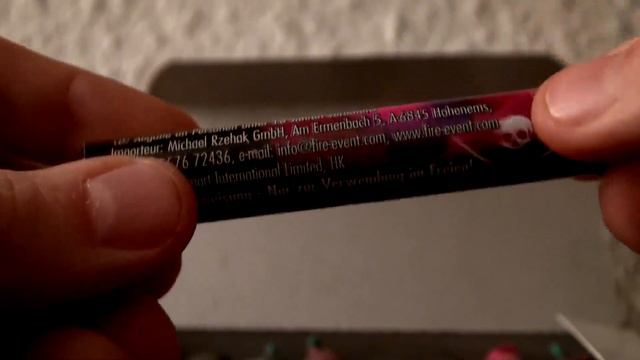 Importeur: Michael Rzehak GmbH, Am Ermenbach 5, A-6845 Hohenems,
676 72436, e-mail: info@fire-event.com, www.fire-event.com
International Limited, HK
- Nur zur Verwendung im Freien!